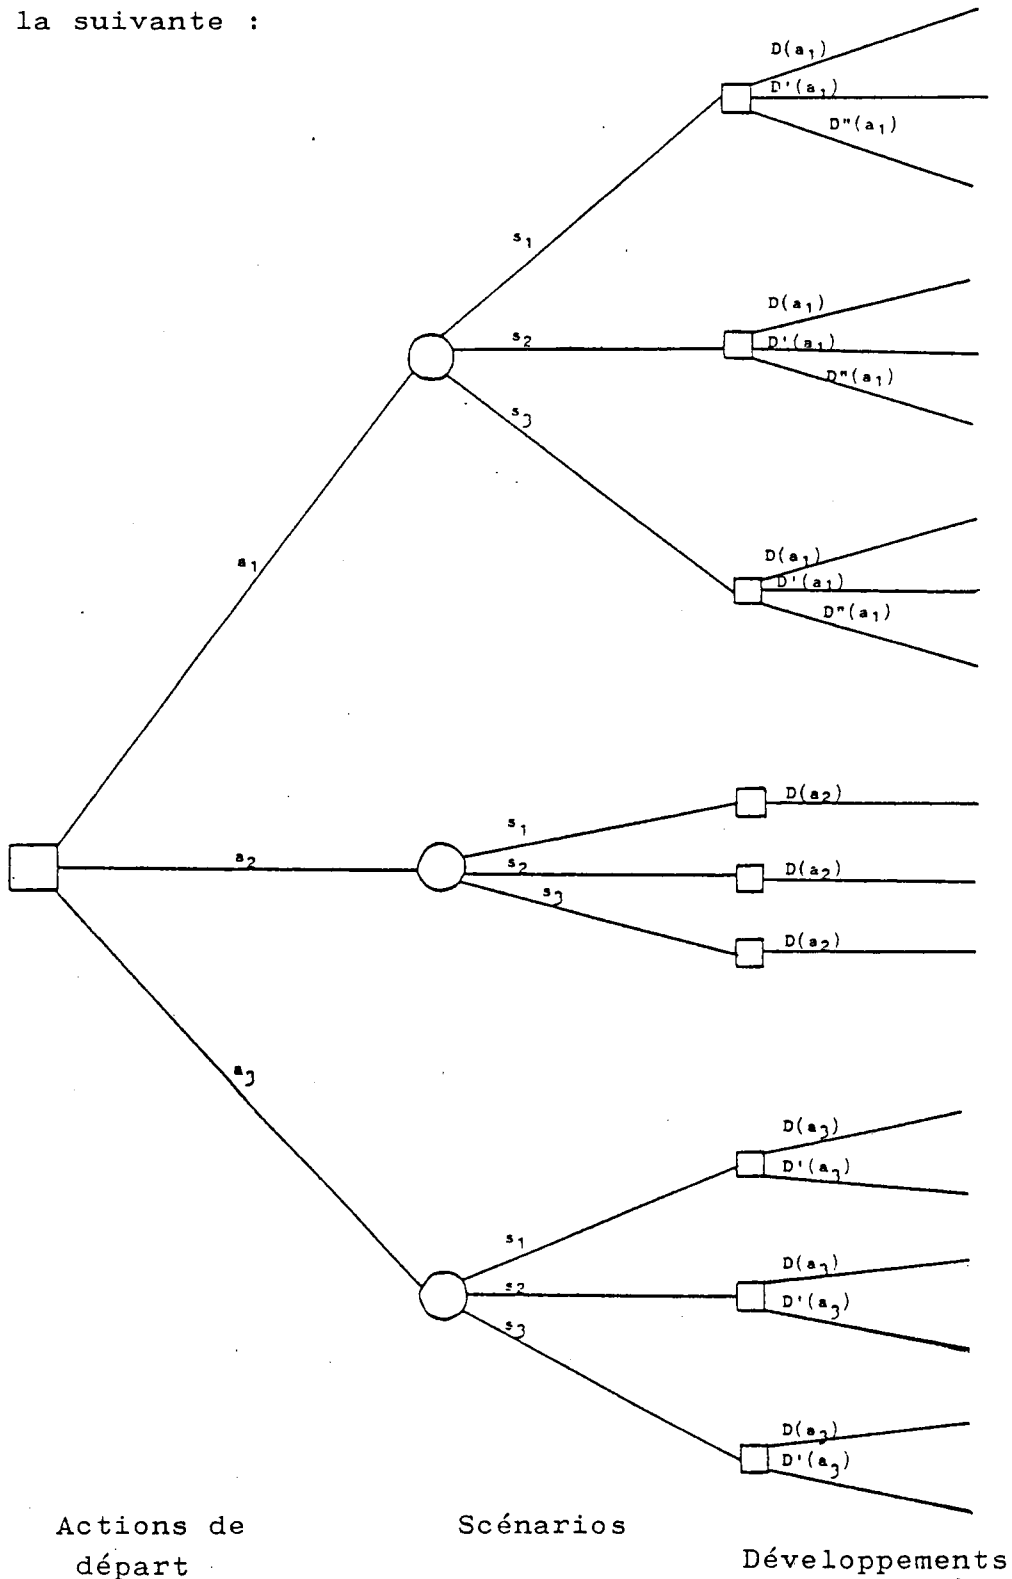 la suivante :
D(a1)
D'(a1)
D"(a1)
s1
D(a1)
s2
D'(a1)
D"(a1)
s3
D(a1)
a1
D'(a1)
D"(a1)
D(a2)
s1
a2
s2
D(a2)
s3
D(a2)
a3
D(a3)
D'(a3)
s1
D(a3)
s2
D'(a3)
s3
D(a3)
D'(a3)
Actions de
départ
Scénarios
Développements